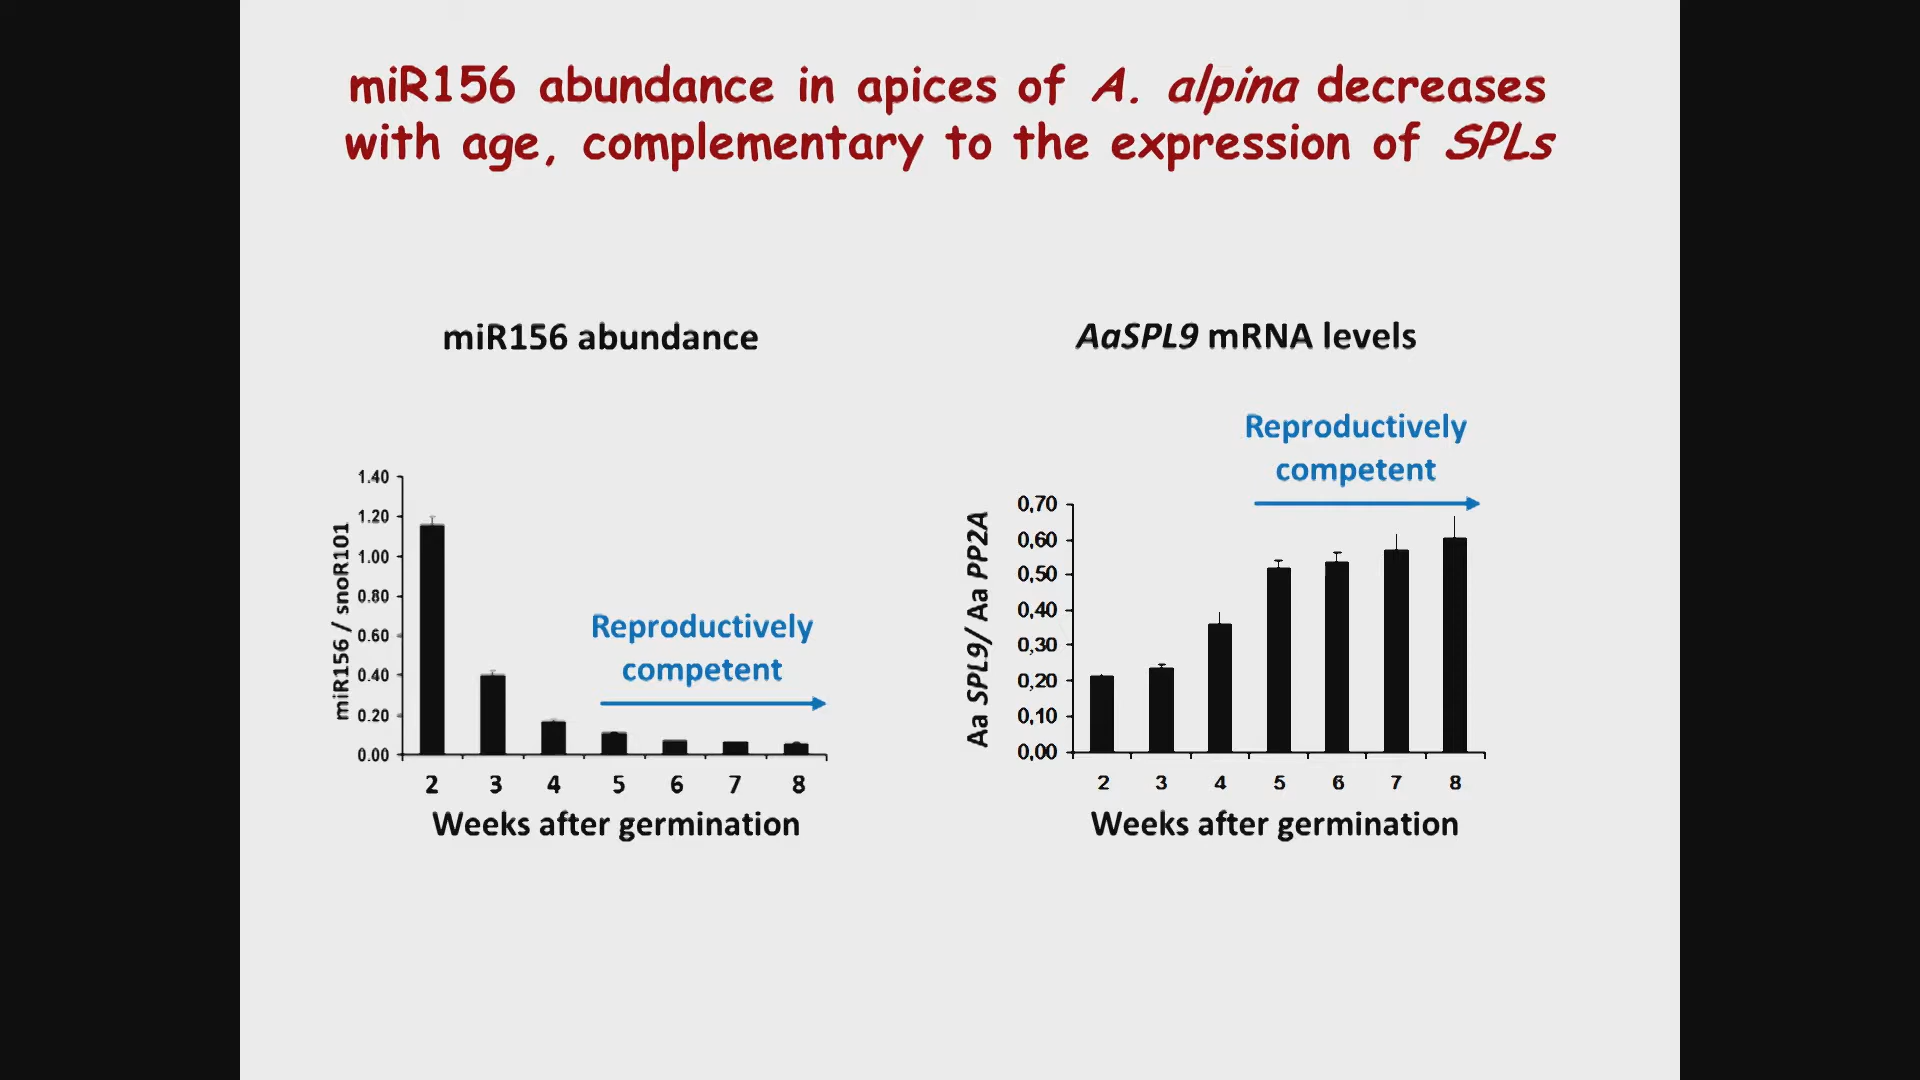 miR156 abundance in apices of A. alpina decreases
with age, complementary to the expression of SPLs
miR156 abundance
miR156 / snoR101
1.40
1.20
1.00
0.80
0.60
0.40
0.20
0.00
Reproductively
competent
2 3 4 5 6 7 8
Weeks after germination
AaSPL9 mRNA levels
Reproductively
competent
Aa SPL9/ Aa PP2A
0,70
0,60
0,50
0,40
0,30
0,20
0,10
0,00
2 3 4 5 6 7 8
Weeks after germination